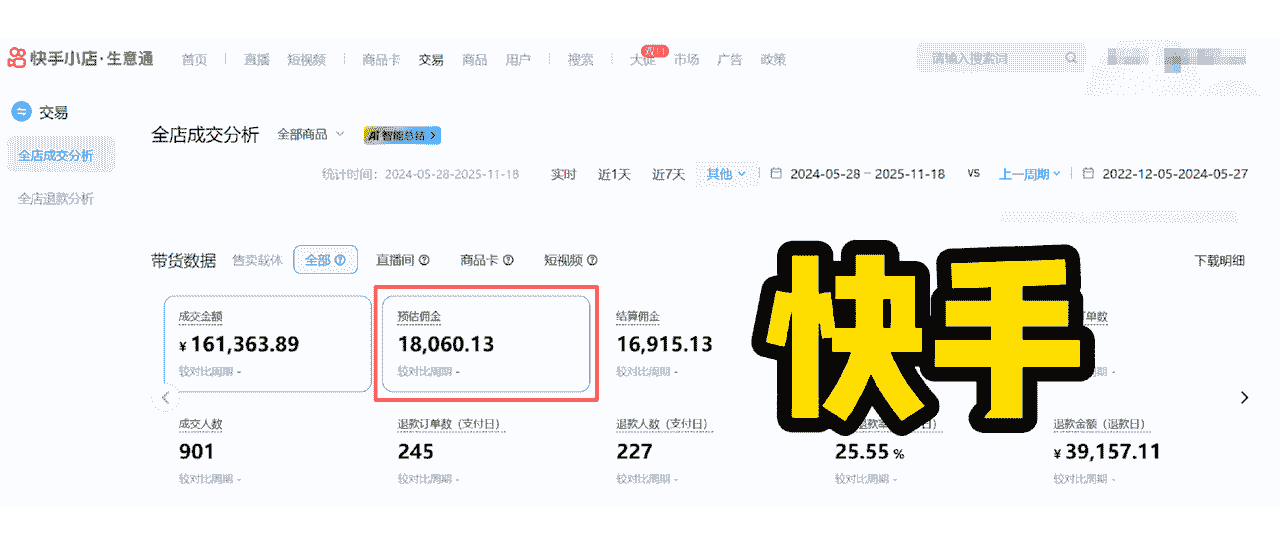 快手小店·生意通 首页 直播 短视频 商品卡 交易 商品 用户 搜索 大促 市场 广告 政策 请输入搜索词
交易
全店成交分析
全店退款分析
全店成交分析 全部商品 AI智能总结
统计时间：2024-05-28-2025-11-18 实时 近1天 近7天 其他 2024-05-28 - 2025-11-18 vs 上一周期 2022-12-05-2024-05-27
带货数据 售卖载体 全部 直播间 商品卡 短视频 下载明细
快手
成交金额 预估佣金 结算佣金 单数
¥161,363.89 18,060.13 16,915.13
较对比周期 - 较对比周期 - 较对比周期 -
成交人数 退款订单数（支付日） 退款人数（支付日） 退款金额（退款日）
901 245 227 25.55% ¥39,157.11
较对比周期 - 较对比周期 - 较对比周期 - 较对比周期 - 较对比周期 -